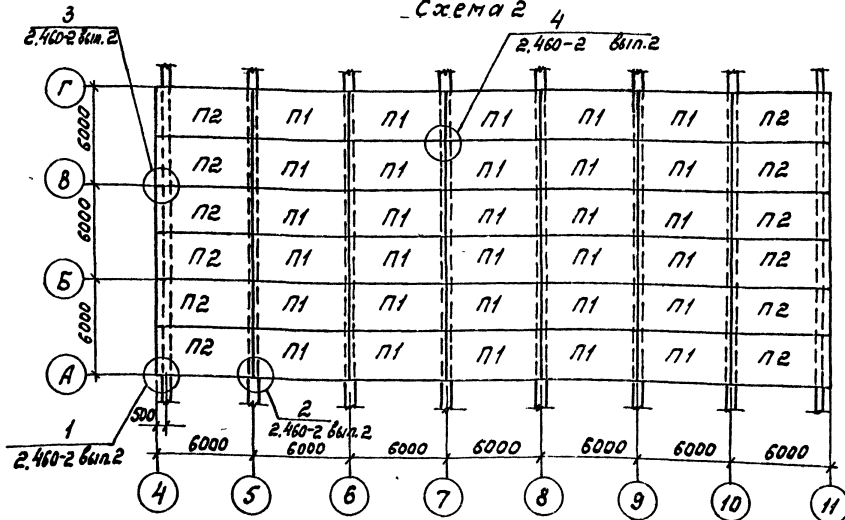 Схема 2
3
2.460-2 вып.2
4
2.460-2 вып.2
Г
П2 П1 П1 П1 П1 П1 П2
6000
П2 П1 П1 П1 П1 П1 П2
В
П2 П1 П1 П1 П1 П1 П2
6000
П2 П1 П1 П1 П1 П1 П2
Б
П2 П1 П1 П1 П1 П1 П2
6000
П2 П1 П1 П1 П1 П1 П2
А
500
1
2.460-2 вып.2
2
2.460-2 вып.2
6000 6000 6000 6000 6000 6000 6000
4 5 6 7 8 9 10 11